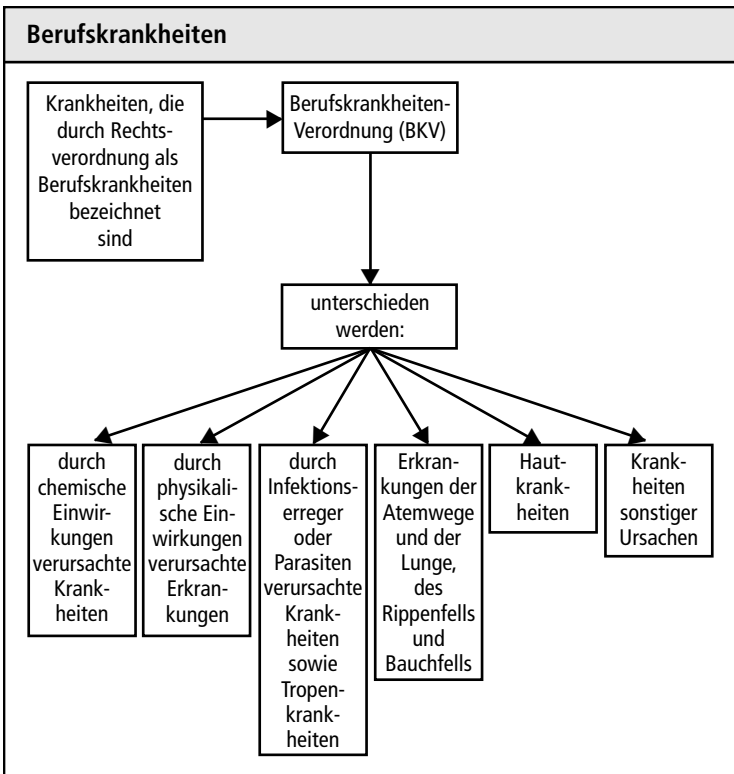 Berufskrankheiten
Krankheiten, die
durch Rechts-
verordnung als
Berufskrankheiten
bezeichnet
sind
Berufskrankheiten-
Verordnung (BKV)
unterschieden
werden:
durch
chemische
Einwir-
kungen
verursachte
Krank-
heiten
durch
physikali-
sche Ein-
wirkungen
verursachte
Erkran-
kungen
durch
Infektions-
erreger
oder
Parasiten
verursachte
Krank-
heiten
sowie
Tropen-
krank-
heiten
Erkran-
kungen der
Atemwege
und der
Lunge,
des
Rippenfells
und
Bauchfells
Haut-
krank-
heiten
Krank-
heiten
sonstiger
Ursachen